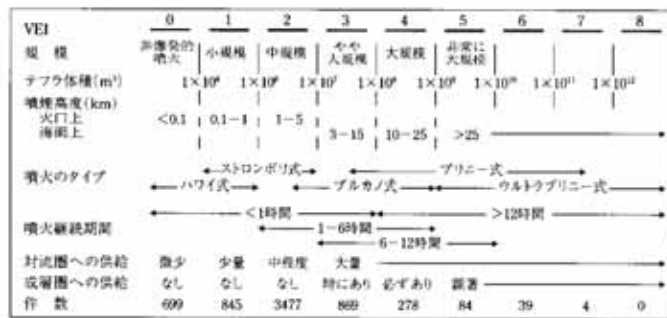 VEI 0 1 2 3 4 5 6 7 8
規模 非爆発的噴火 小規模 中規模 やや大規模 大規模 非常に大規模
テフラ体積(m³) 1×10⁴ 1×10⁶ 1×10⁷ 1×10⁸ 1×10⁹ 1×10¹⁰ 1×10¹¹ 1×10¹²
噴煙高度(km)
火口上 <0.1 0.1-1 1-5
海面上 3-15 10-25 >25
ストロンボリ式 プリニー式
噴火のタイプ
ハワイ式 ブルカノ式 ウルトラプリニー式
<1時間 >12時間
噴火継続期間 1-6時間
6-12時間
対流圏への供給 微少 少量 中程度 大量
成層圏への供給 なし なし なし 時にあり 必ずあり 顕著
件数 699 845 3477 869 278 84 39 4 0